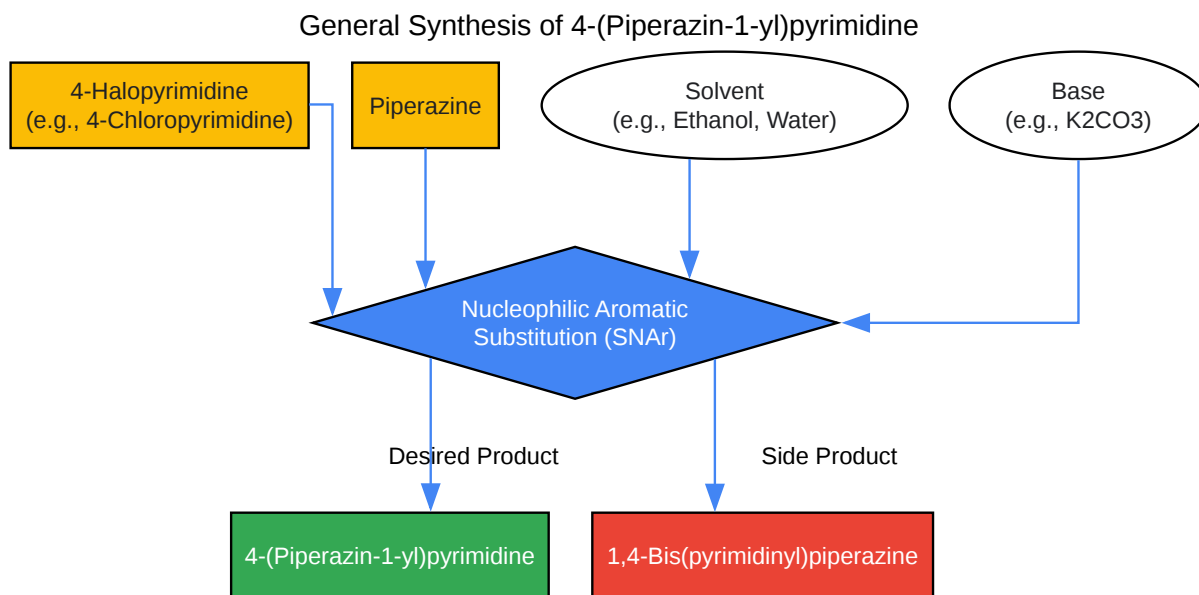 General Synthesis of 4-(Piperazin-1-yl)pyrimidine
4-Halopyrimidine
(e.g., 4-Chloropyrimidine)
Piperazine
Solvent
(e.g., Ethanol, Water)
Base
(e.g., K2CO3)
Nucleophilic Aromatic
Substitution (SNAr)
Desired Product
Side Product
4-(Piperazin-1-yl)pyrimidine
1,4-Bis(pyrimidinyl)piperazine